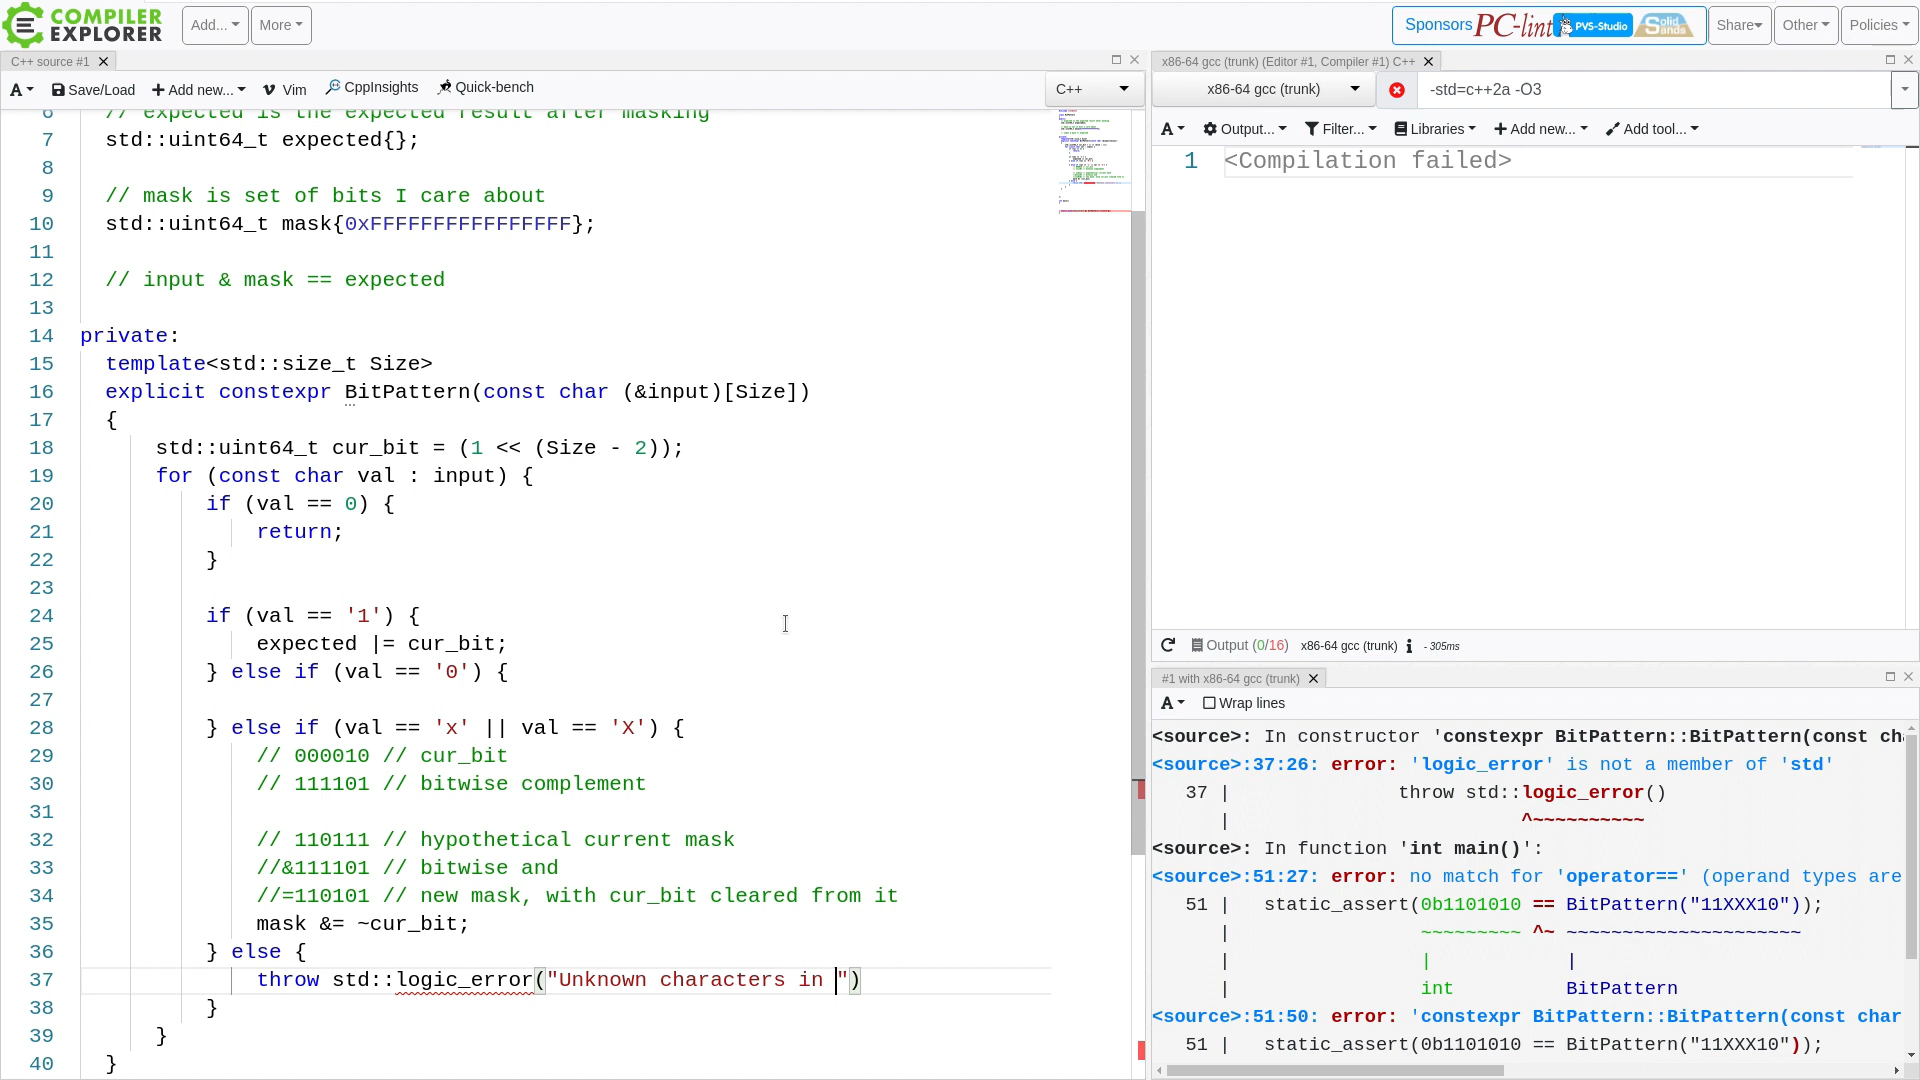 COMPILER
EXPLORER
Add...
More
Sponsors PC-lint PVS-Studio Solid Sands
Share
Other
Policies
C++ source #1
A
Save/Load
Add new...
Vim
CppInsights
Quick-bench
C++
6 // expected is the expected result after masking
7 std::uint64_t expected{};
8
9 // mask is set of bits I care about
10 std::uint64_t mask{0xFFFFFFFFFFFFFFFF};
11
12 // input & mask == expected
13
14 private:
15 template<std::size_t Size>
16 explicit constexpr BitPattern(const char (&input)[Size])
17 {
18 std::uint64_t cur_bit = (1 << (Size - 2));
19 for (const char val : input) {
20 if (val == 0) {
21 return;
22 }
23
24 if (val == '1') {
25 expected |= cur_bit;
26 } else if (val == '0') {
27
28 } else if (val == 'x' || val == 'X') {
29 // 000010 // cur_bit
30 // 111101 // bitwise complement
31
32 // 110111 // hypothetical current mask
33 //&111101 // bitwise and
34 //=110101 // new mask, with cur_bit cleared from it
35 mask &= ~cur_bit;
36 } else {
37 throw std::logic_error("Unknown characters in ")
38 }
39 }
40 }
x86-64 gcc (trunk) (Editor #1, Compiler #1) C++
x86-64 gcc (trunk)
-std=c++2a -O3
A
Output...
Filter...
Libraries
Add new...
Add tool...
1 <Compilation failed>
Output (0/16) x86-64 gcc (trunk) - 305ms
#1 with x86-64 gcc (trunk)
A
Wrap lines
<source>: In constructor 'constexpr BitPattern::BitPattern(const ch
<source>:37:26: error: 'logic_error' is not a member of 'std'
37 | throw std::logic_error()
| ^~~~~~~~~~~
<source>: In function 'int main()':
<source>:51:27: error: no match for 'operator==' (operand types are
51 | static_assert(0b1101010 == BitPattern("11XXX10"));
| ~~~~~~~~~ ^~ ~~~~~~~~~~~~~~~~~~~~~
| | |
| int BitPattern
<source>:51:50: error: 'constexpr BitPattern::BitPattern(const char
51 | static_assert(0b1101010 == BitPattern("11XXX10"));